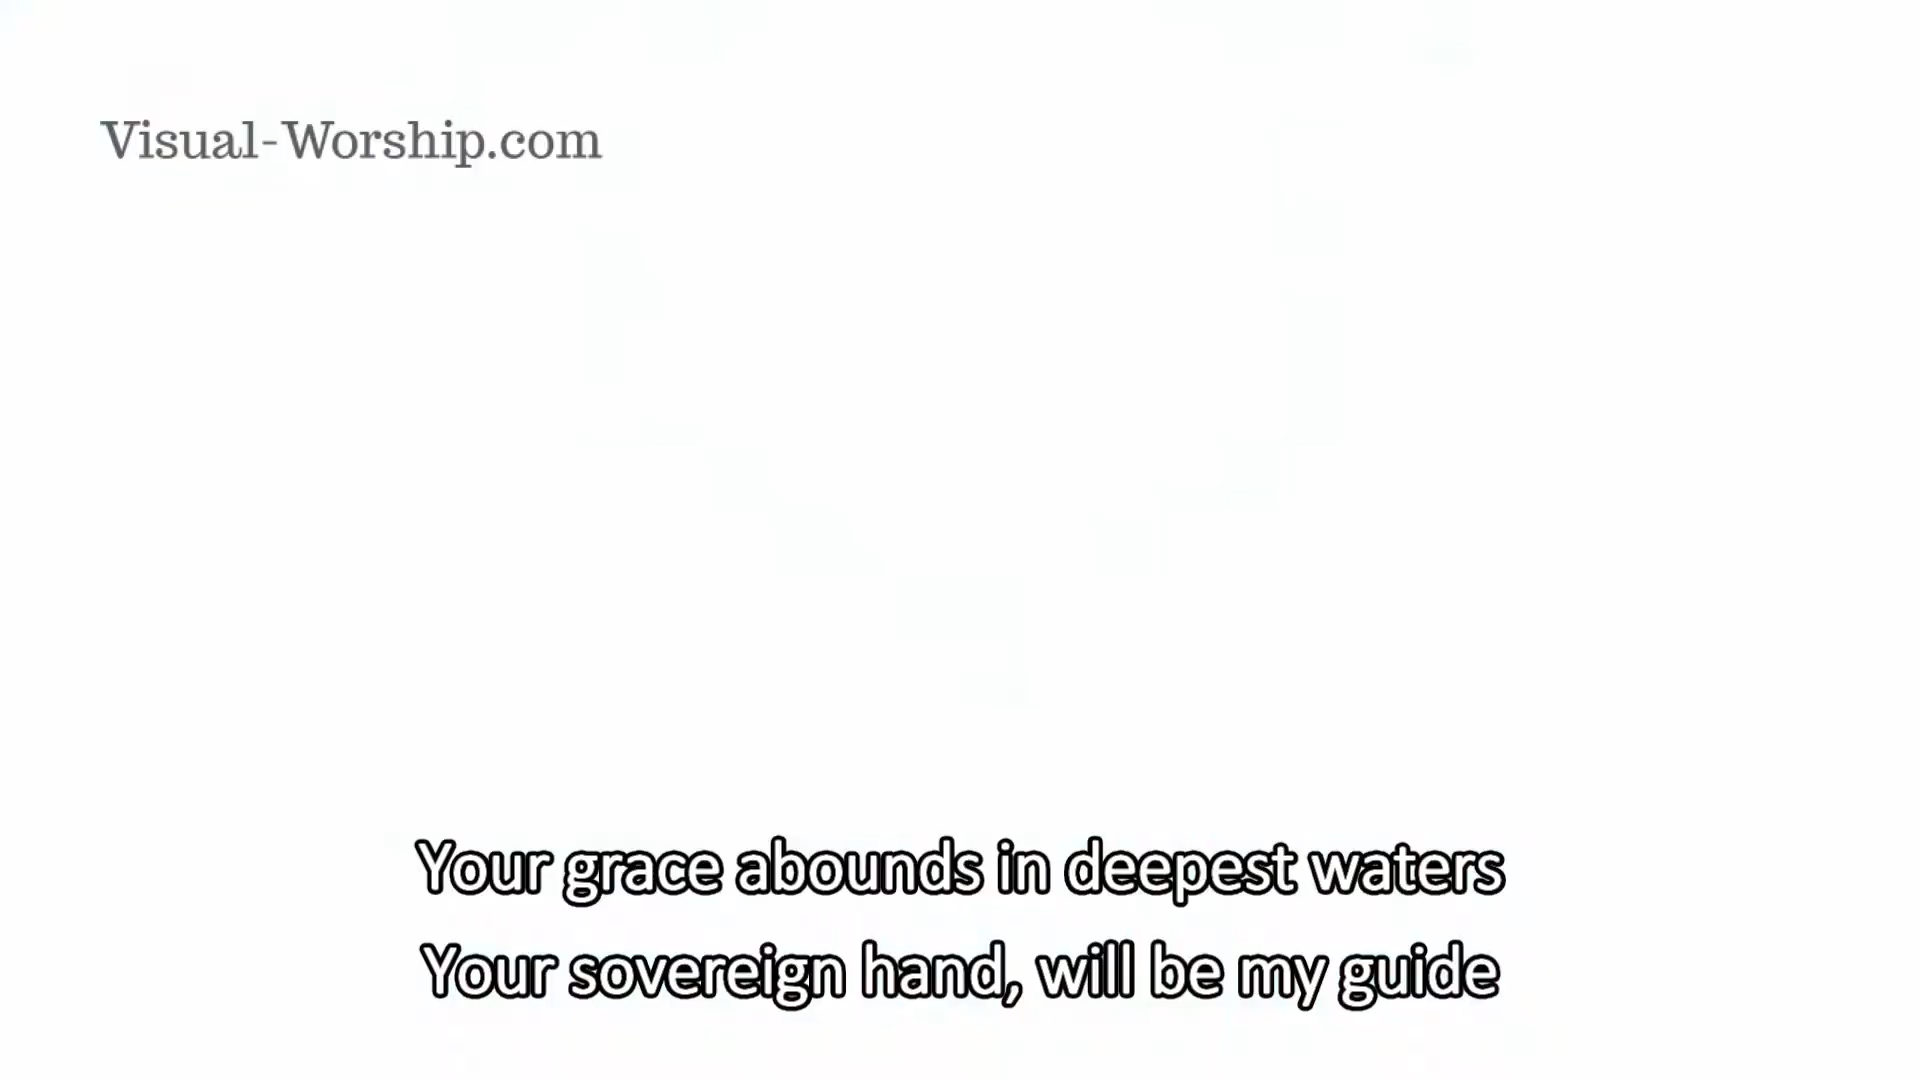 Visual-Worship.com
Your grace abounds in deepest waters
Your sovereign hand, will be my guide